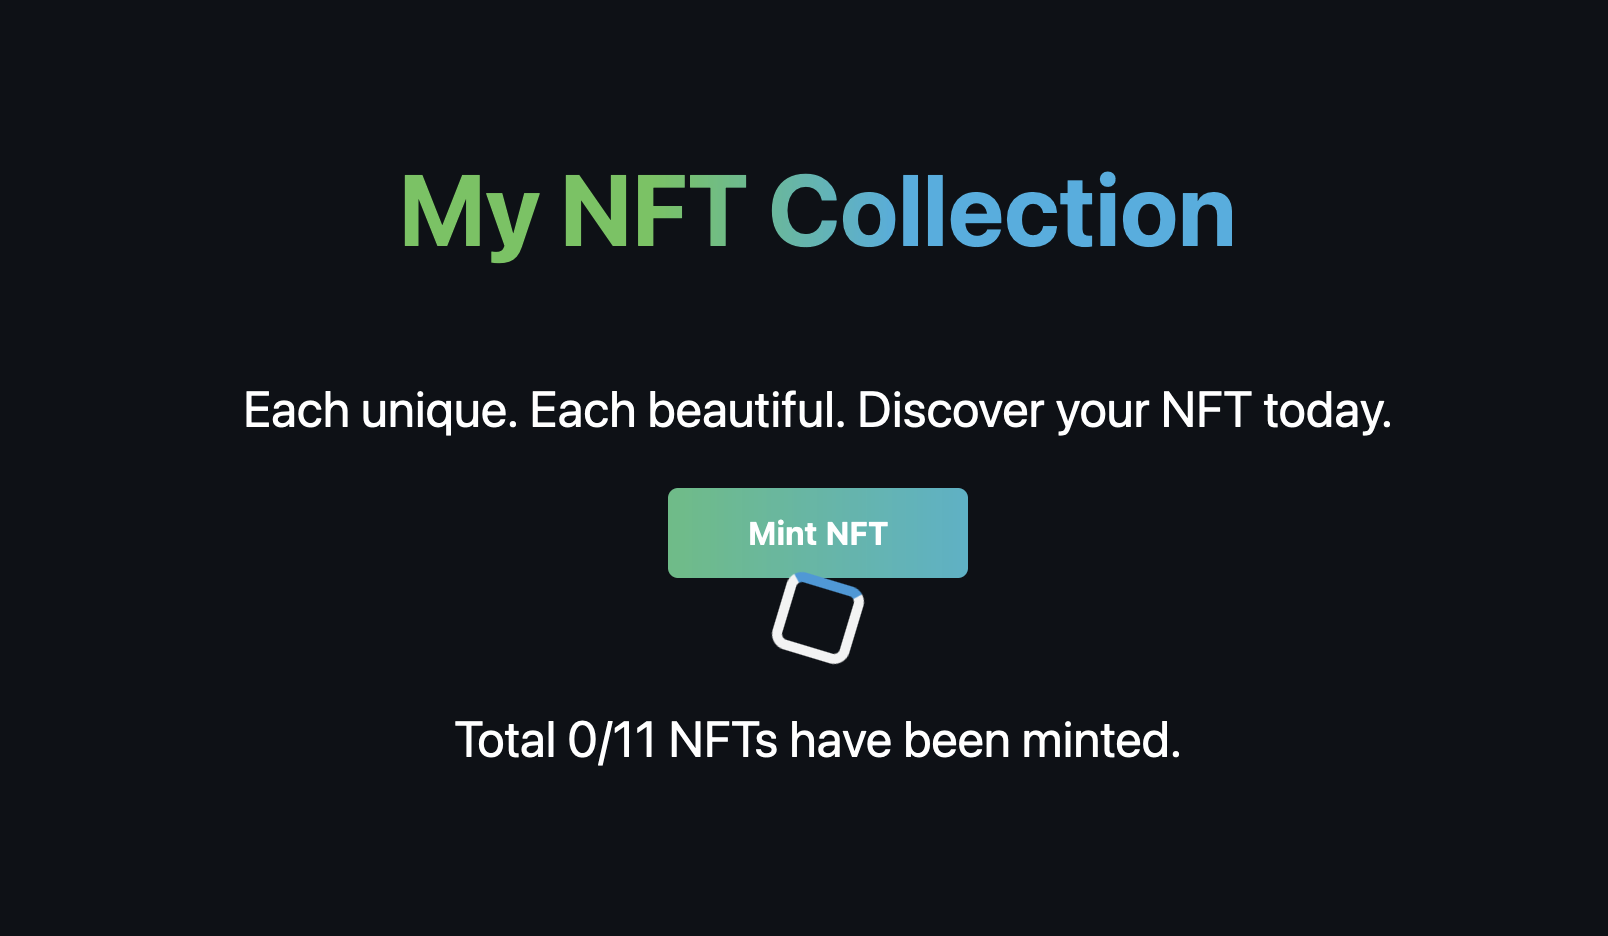 My NFT Collection
Each unique. Each beautiful. Discover your NFT today.
Mint NFT
Total 0/11 NFTs have been minted.